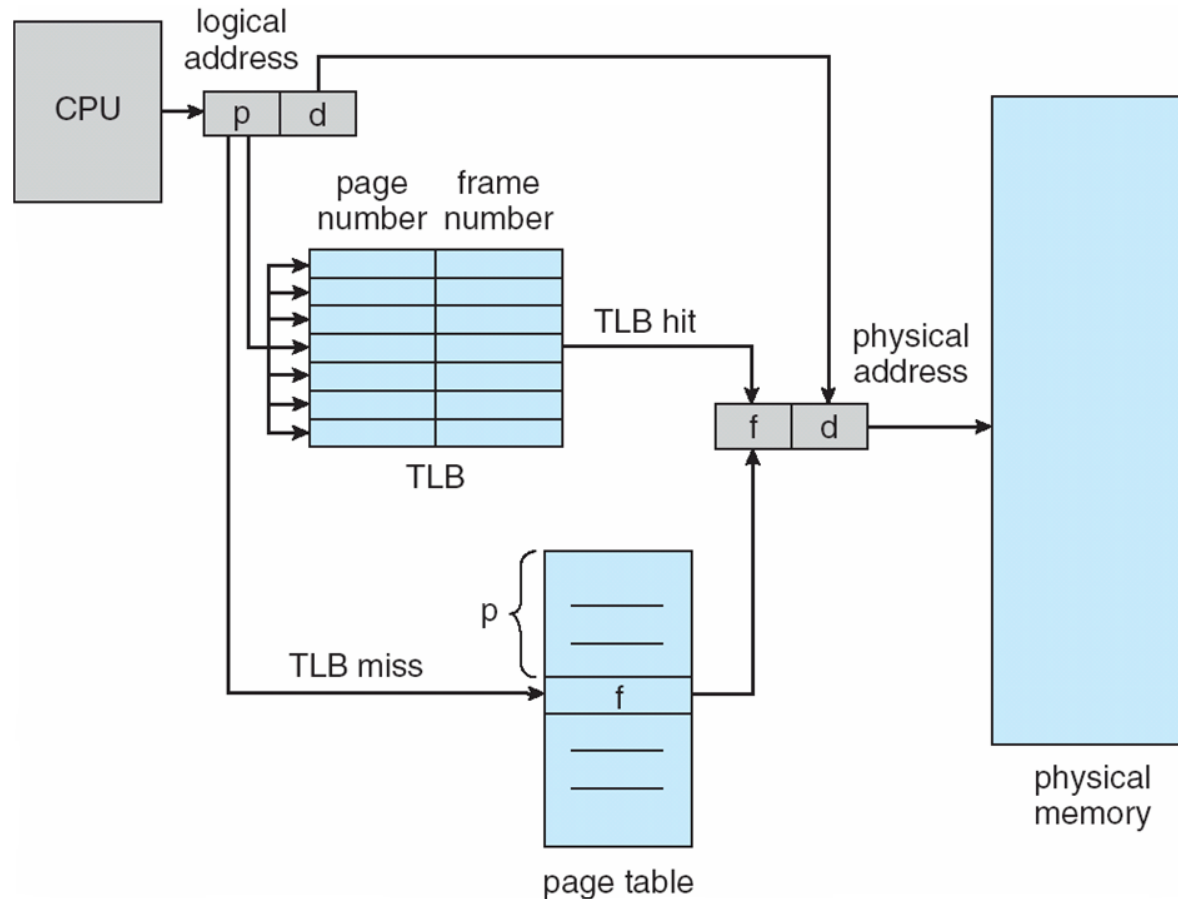 logical
address
CPU
p
d
page
number
frame
number
TLB hit
physical
address
f
d
TLB
p
TLB miss
f
physical
memory
page table